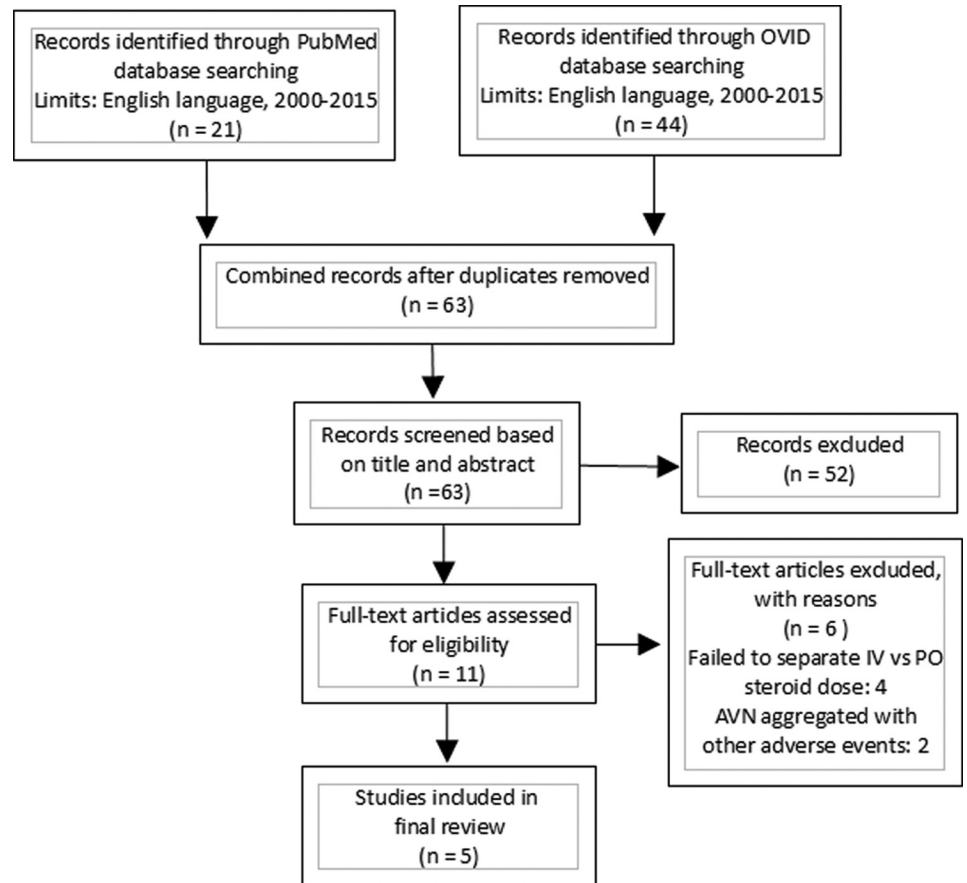 Records identified through PubMed
database searching
Limits: English language, 2000-2015
(n = 21)
Records identified through OVID
database searching
Limits: English language, 2000-2015
(n = 44)
Combined records after duplicates removed
(n = 63)
Records screened based
on title and abstract
(n =63)
Records excluded
(n = 52)
Full-text articles assessed
for eligibility
(n = 11)
Full-text articles excluded,
with reasons
(n = 6 )
Failed to separate IV vs PO
steroid dose: 4
AVN aggregated with
other adverse events: 2
Studies included in
final review
(n = 5)